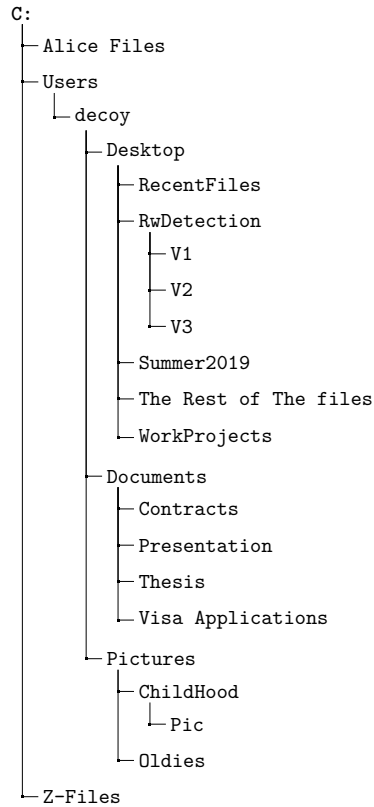 C:
Alice Files
Users
decoy
Desktop
RecentFiles
RwDetection
V1
V2
V3
Summer2019
The Rest of The files
WorkProjects
Documents
Contracts
Presentation
Thesis
Visa Applications
Pictures
ChildHood
Pic
Oldies
Z-Files